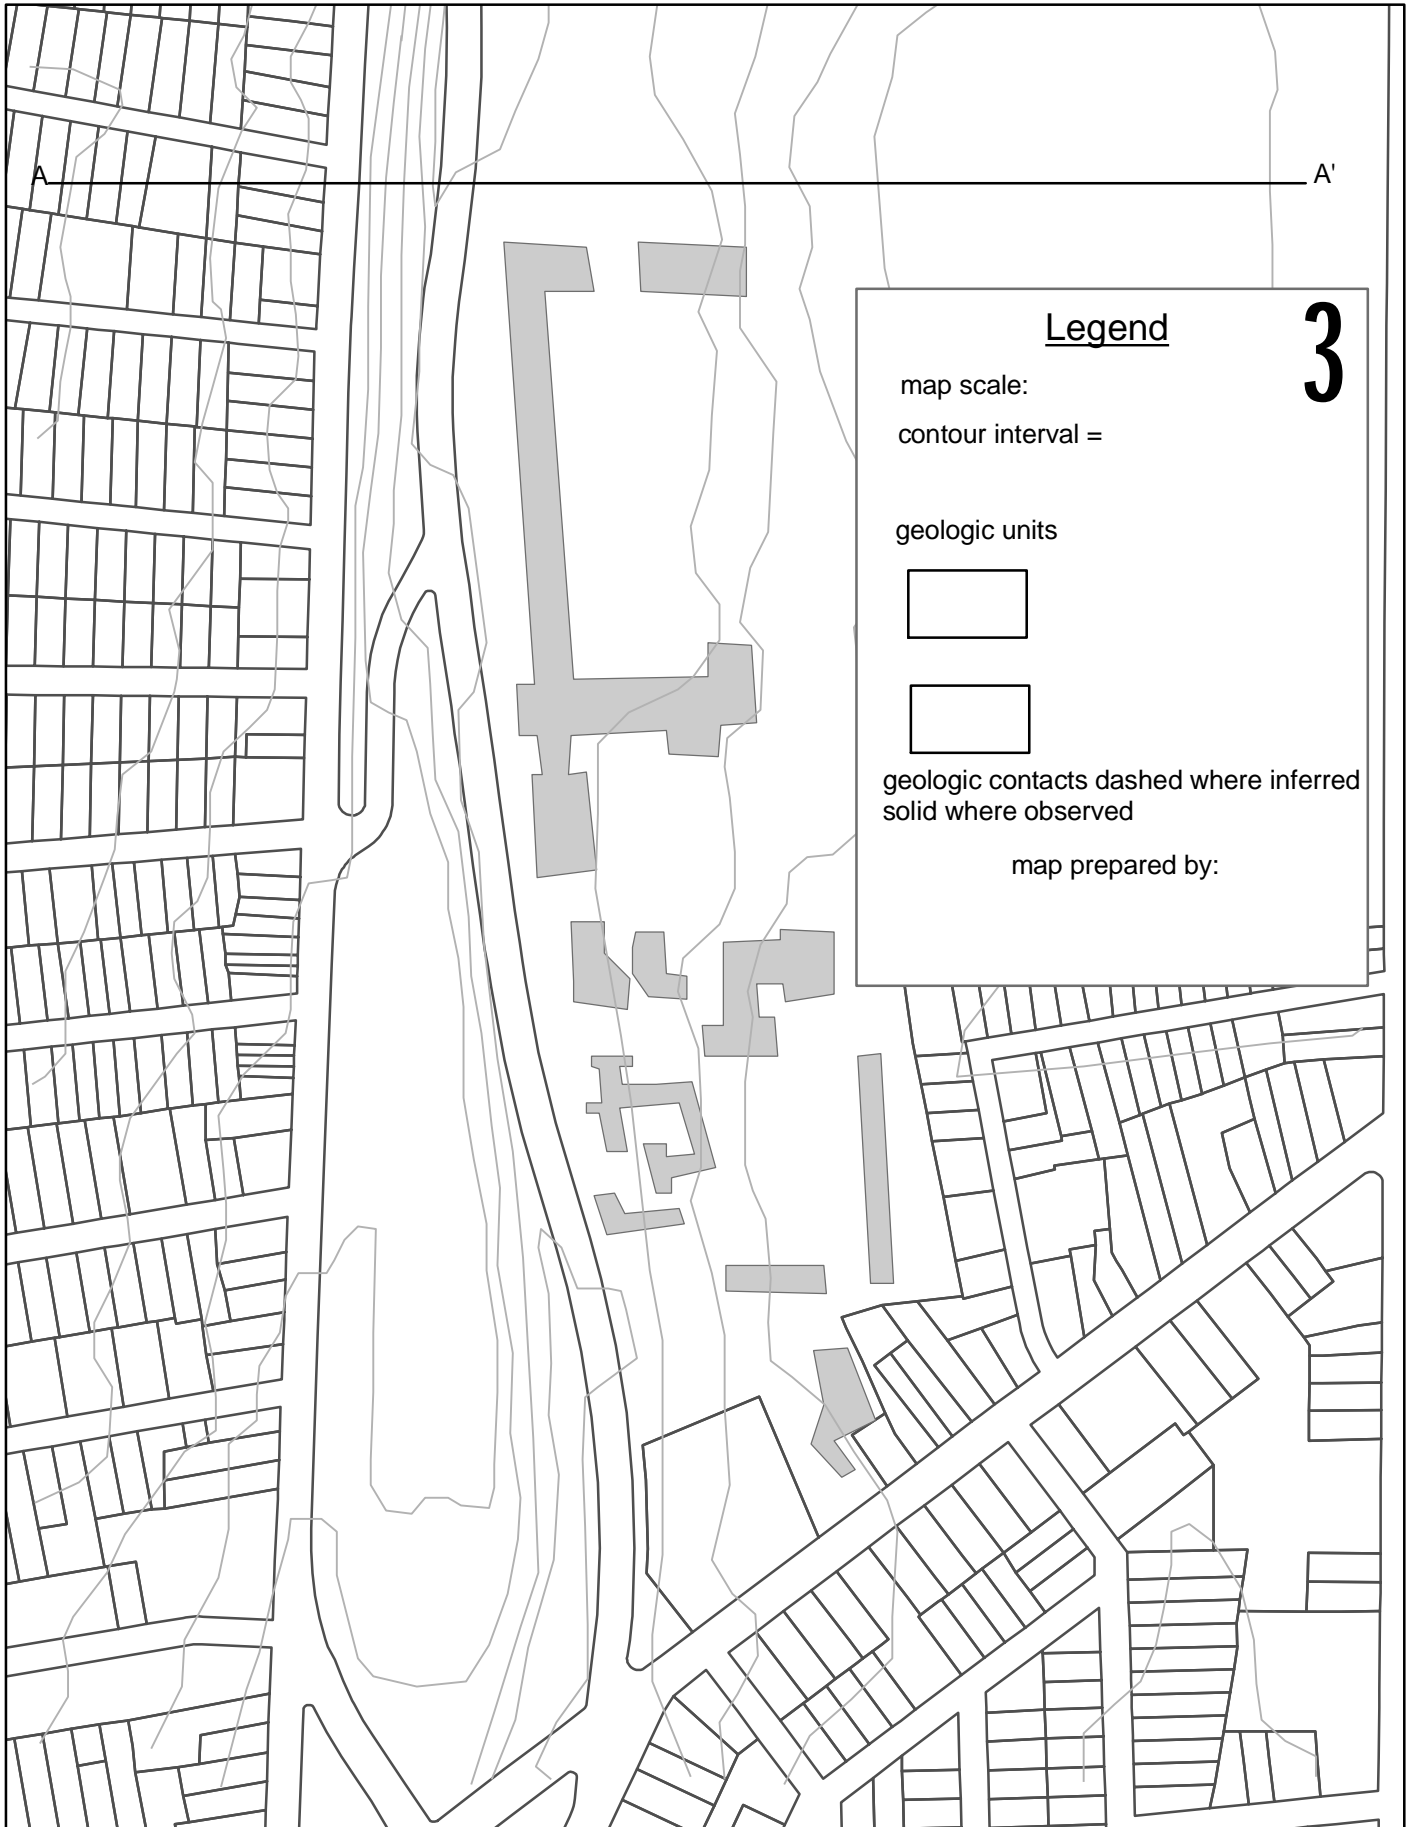 A
A'
Legend
3
map scale:
contour interval =
geologic units
geologic contacts dashed where inferred
solid where observed
map prepared by: